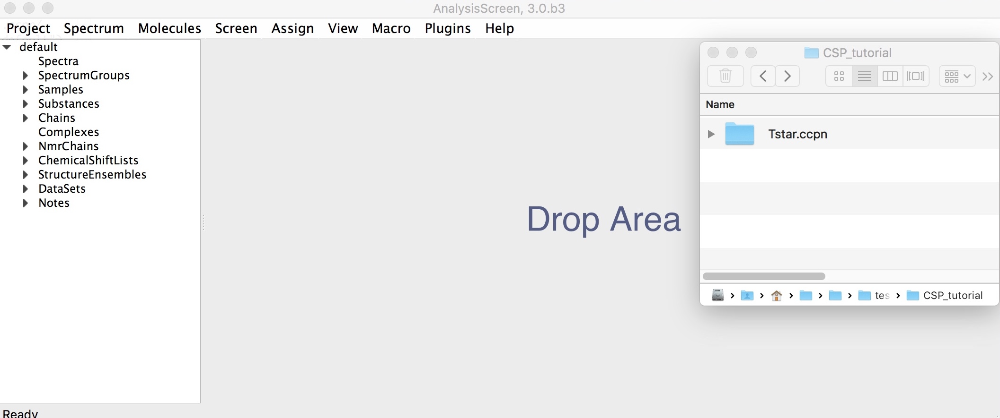 AnalysisScreen, 3.0.b3
Project Spectrum Molecules Screen Assign View Macro Plugins Help
default
Spectra
SpectrumGroups
Samples
Substances
Chains
Complexes
NmrChains
ChemicalShiftLists
StructureEnsembles
DataSets
Notes
Drop Area
CSP_tutorial
Name
Tstar.ccpn
tes CSP_tutorial
Ready